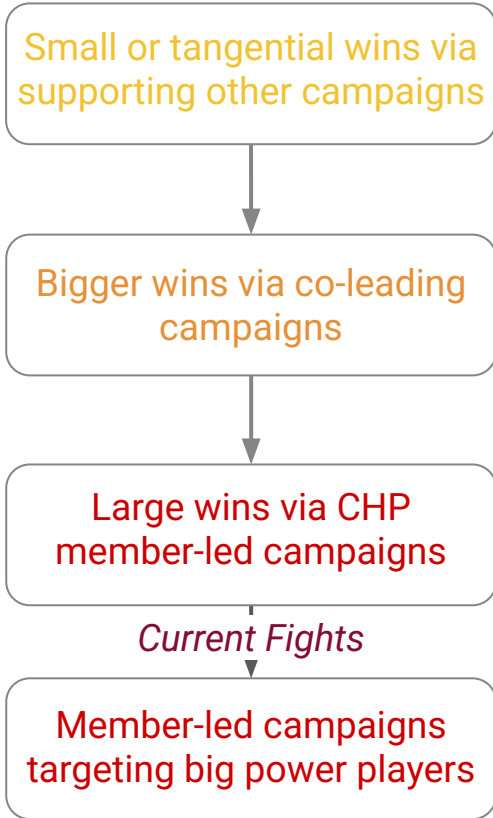 Small or tangential wins via
supporting other campaigns
Bigger wins via co-leading
campaigns
Large wins via CHP
member-led campaigns
Current Fights
Member-led campaigns
targeting big power players